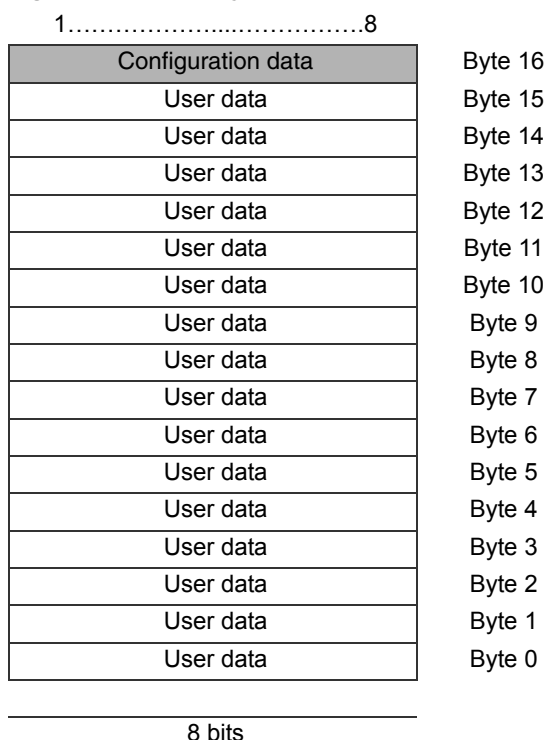 1………………....…………….8
Configuration data Byte 16
User data Byte 15
User data Byte 14
User data Byte 13
User data Byte 12
User data Byte 11
User data Byte 10
User data Byte 9
User data Byte 8
User data Byte 7
User data Byte 6
User data Byte 5
User data Byte 4
User data Byte 3
User data Byte 2
User data Byte 1
User data Byte 0
8 bits